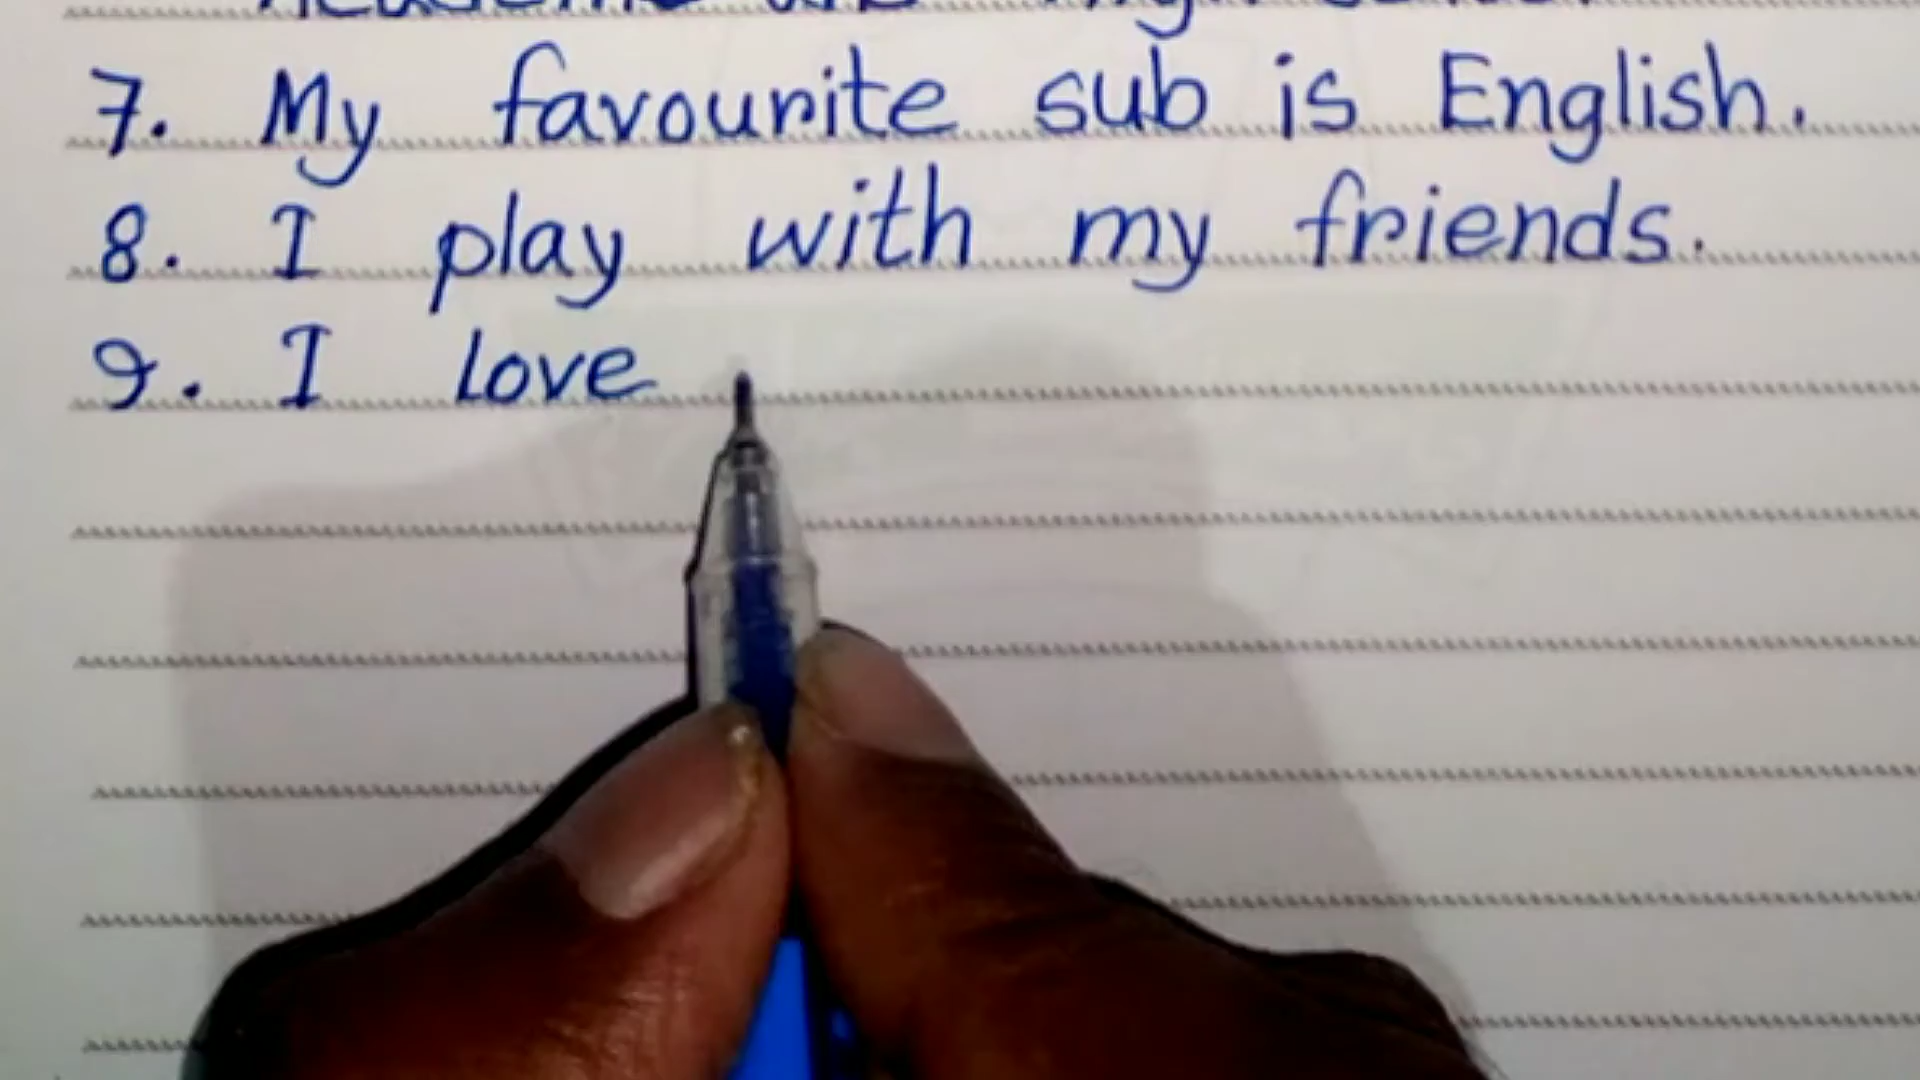 7. My favourite sub is English.
8. I play with my friends.
9. I love